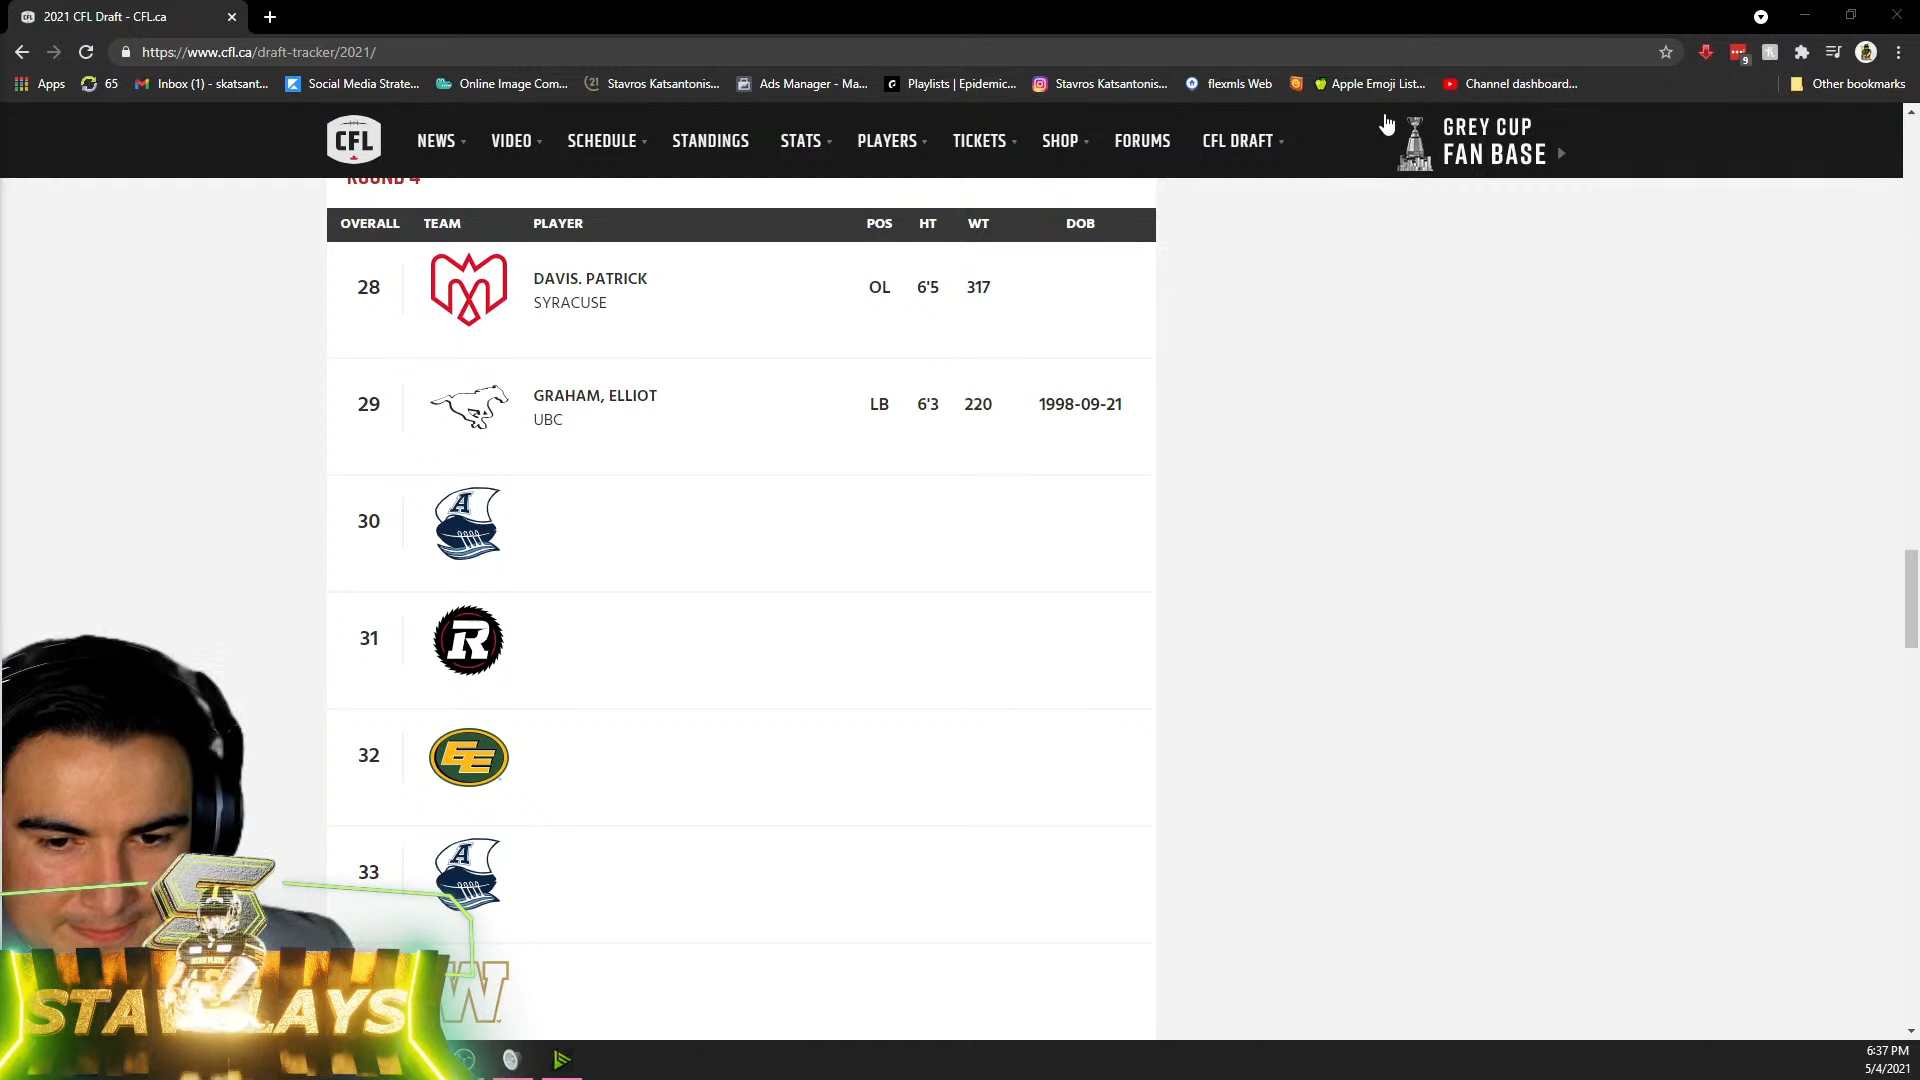 2021 CFL Draft - CFL.ca
https://www.cfl.ca/draft-tracker/2021/
9
Apps 65 Inbox (1) - skatsant... Social Media Strate... Online Image Com... Stavros Katsantonis... Ads Manager - Ma... Playlists | Epidemic... Stavros Katsantonis... flexmls Web Apple Emoji List... Channel dashboard... Other bookmarks
CFL NEWS VIDEO SCHEDULE STANDINGS STATS PLAYERS TICKETS SHOP FORUMS CFL DRAFT GREY CUP
FAN BASE
ROUND 4
OVERALL TEAM PLAYER POS HT WT DOB
28 DAVIS. PATRICK OL 6'5 317
SYRACUSE
29 GRAHAM, ELLIOT LB 6'3 220 1998-09-21
UBC
30 A
31 R
32 EE
33 A
W
6:37 PM
5/4/2021